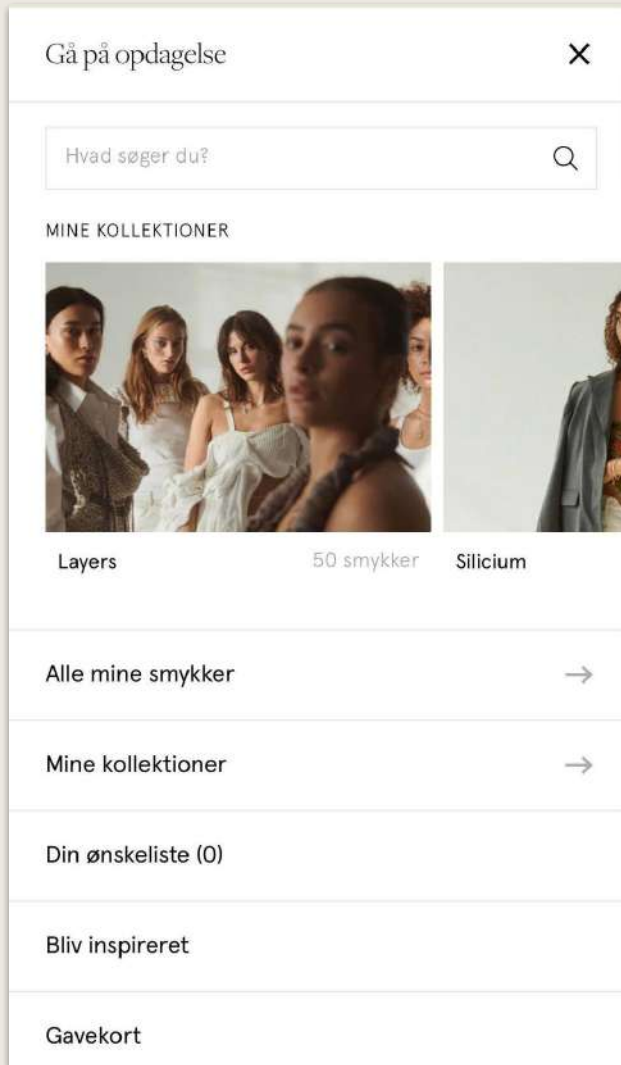 Gå på opdagelse
Hvad søger du?
MINE KOLLEKTIONER
Layers
50 smykker
Silicium
Alle mine smykker
Mine kollektioner
Din ønskeliste (0)
Bliv inspireret
Gavekort